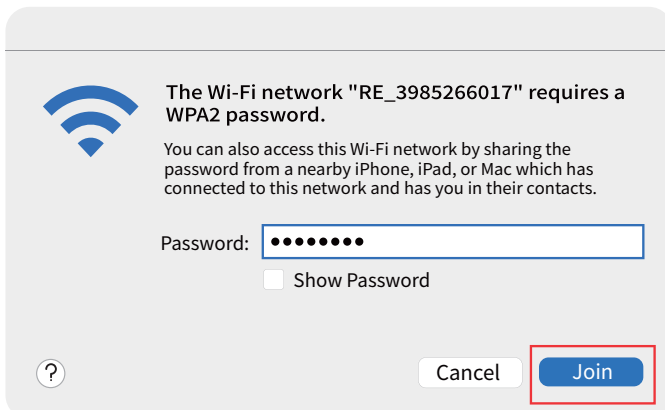 The Wi-Fi network "RE_3985266017" requires a
WPA2 password.
You can also access this Wi-Fi network by sharing the
password from a nearby iPhone, iPad, or Mac which has
connected to this network and has you in their contacts.
Password: ••••••••
Show Password
? Cancel Join